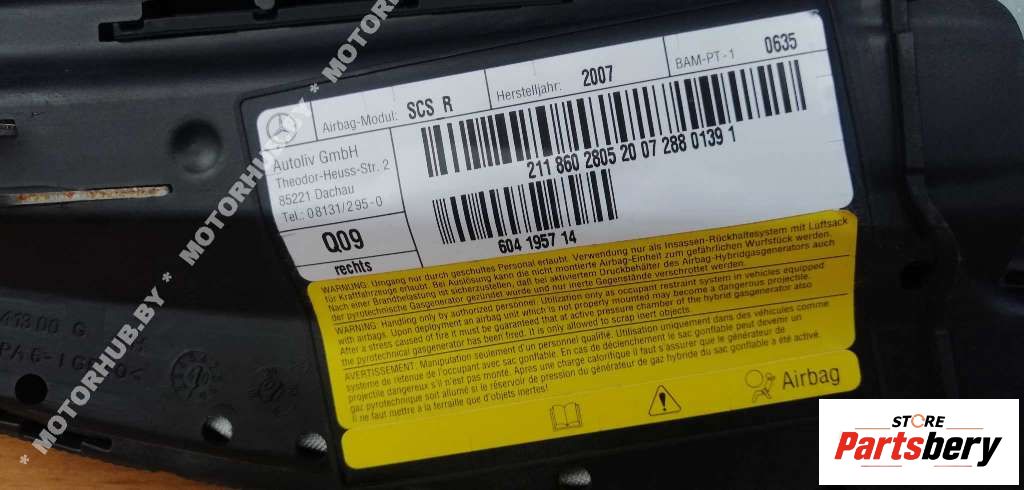 Airbag-Modul: SCS_R
Herstelljahr: 2007
BAM-PT-1 0635
Autoliv GmbH
Theodor-Heuss-Str. 2
85221 Dachau
Tel.: 08131/295-0
211 860 2805 20 07 288 0139 1
Q09
rechts
604 1957 14
WARNUNG. Umgang nur durch geschultes Personal erlaubt. Verwendung nur als Insassen-Rückhaltesystem mit Luftsack
für Kraftfahrzeuge erlaubt. Bei Auslösung kann die nicht montierte Airbag-Einheit zum gefährlichen Wurfstück werden.
Nach einer Brandbelastung ist sicherzustellen, daß bei aktiviertem Druckbehälter des Airbag-Hybridgasgenerators auch
der pyrotechnische Gasgenerator gezündet wurde und nur inerte Gegenstände verschrottet werden.
WARNING. Handling only by authorized personnel. Utilization only as occupant restraint system in vehicles equipped
with airbags. Upon deployment an airbag unit which is not properly mounted may become a dangerous projectile.
After a stress caused of fire it must be guaranteed that at active pressure chamber of the hybrid gasgenerator also
the pyrotechnical gasgenerator has been fired. It is only allowed to scrap inert objects.
AVERTISSEMENT: Manipulation seulement d'un personnel qualifié. Utilisation uniquement dans des véhicules comme
système de retenue de l'occupant avec sac gonflable. En cas de déclenchement le sac gonflable peut devenir un
projectile dangereux s'il n'est pas monté. Après une charge calorifique il faut s'assurer que le générateur de
gaz pyrotechnique soit allumé si le réservoir de pression du générateur de gaz hybride du sac gonflable a été activé.
Il ne faut mettre a la terraille que d'objets inertes!
Airbag
* MOTORHUB.BY * MOTORHUB.BY * MOTORHUB
STORE
Partsbery